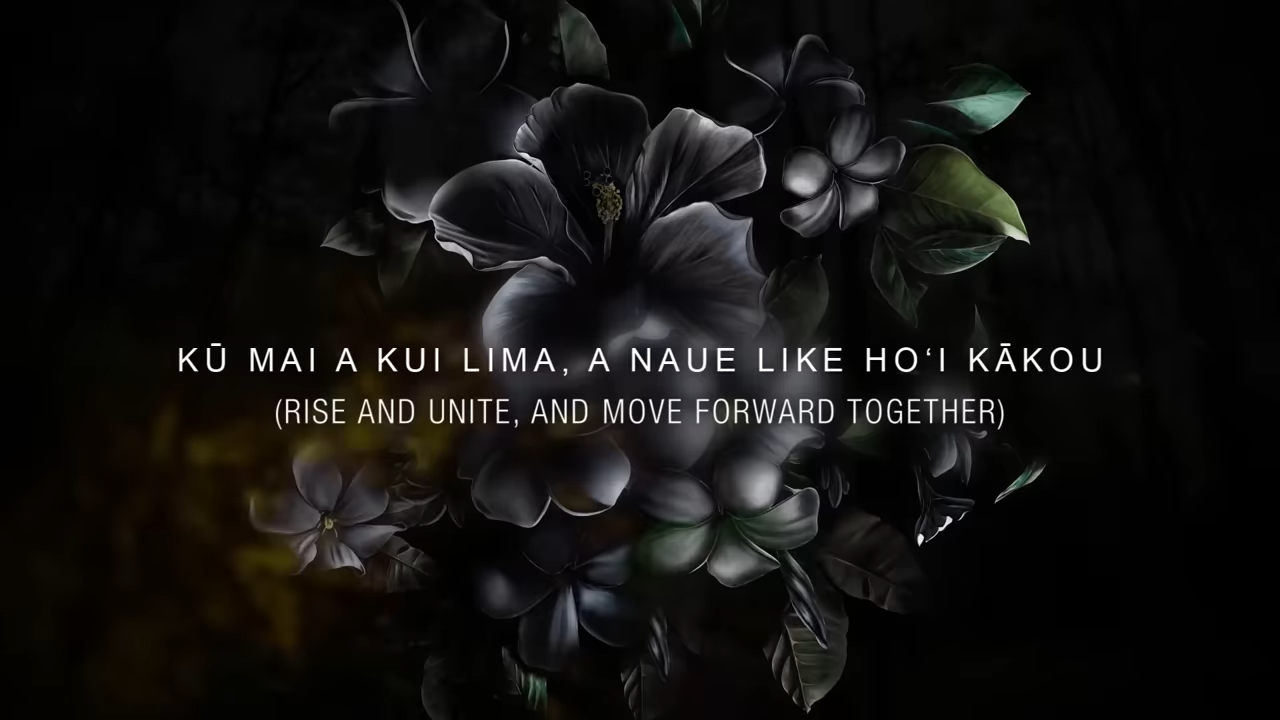 KŪ MAI A KUI LIMA, A NAUE LIKE HOʻI KĀKOU
(RISE AND UNITE, AND MOVE FORWARD TOGETHER)